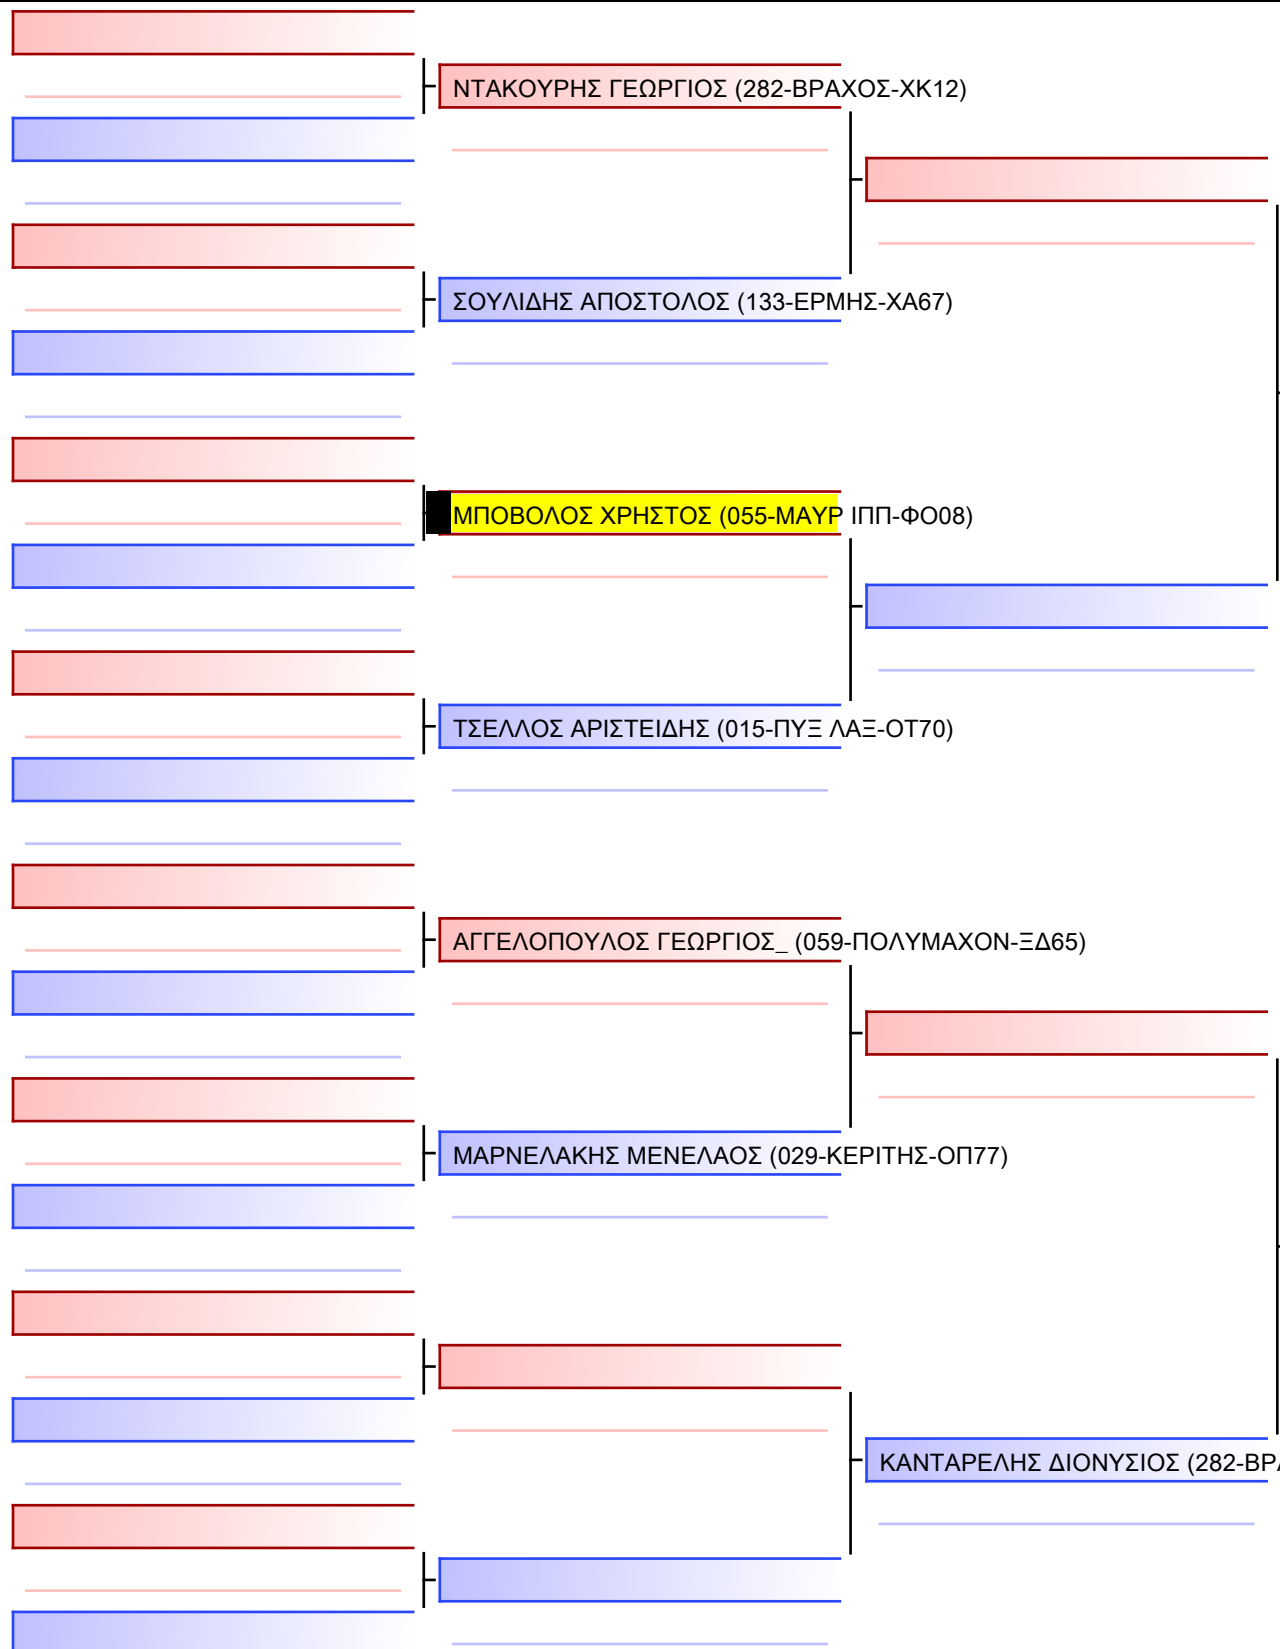 ΝΤΑΚΟΥΡΗΣ ΓΕΩΡΓΙΟΣ (282-ΒΡΑΧΟΣ-ΧΚ12)
ΣΟΥΛΙΔΗΣ ΑΠΟΣΤΟΛΟΣ (133-ΕΡΜΗΣ-ΧΑ67)
ΜΠΟΒΟΛΟΣ ΧΡΗΣΤΟΣ (055-ΜΑΥΡ ΙΠΠ-ΦΟ08)
ΤΣΕΛΛΟΣ ΑΡΙΣΤΕΙΔΗΣ (015-ΠΥΞ ΛΑΞ-ΟΤ70)
ΑΓΓΕΛΟΠΟΥΛΟΣ ΓΕΩΡΓΙΟΣ_ (059-ΠΟΛΥΜΑΧΟΝ-ΞΔ65)
ΜΑΡΝΕΛΑΚΗΣ ΜΕΝΕΛΑΟΣ (029-ΚΕΡΙΤΗΣ-ΟΠ77)
ΚΑΝΤΑΡΕΛΗΣ ΔΙΟΝΥΣΙΟΣ (282-ΒΡΑ